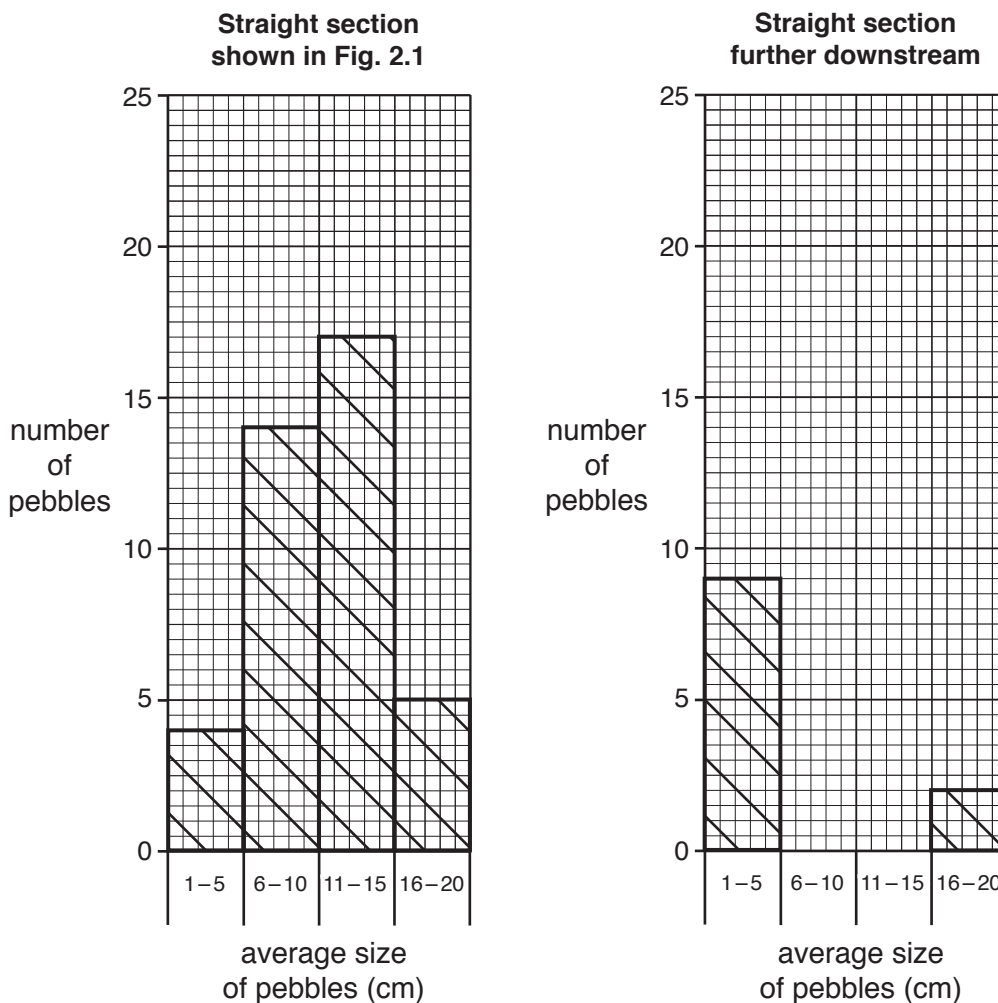 Straight section
shown in Fig. 2.1
25
20
15
10
5
0
number
of
pebbles
1–5 6–10 11–15 16–20
average size
of pebbles (cm)
Straight section
further downstream
25
20
15
10
5
0
number
of
pebbles
1–5 6–10 11–15 16–20
average size
of pebbles (cm)